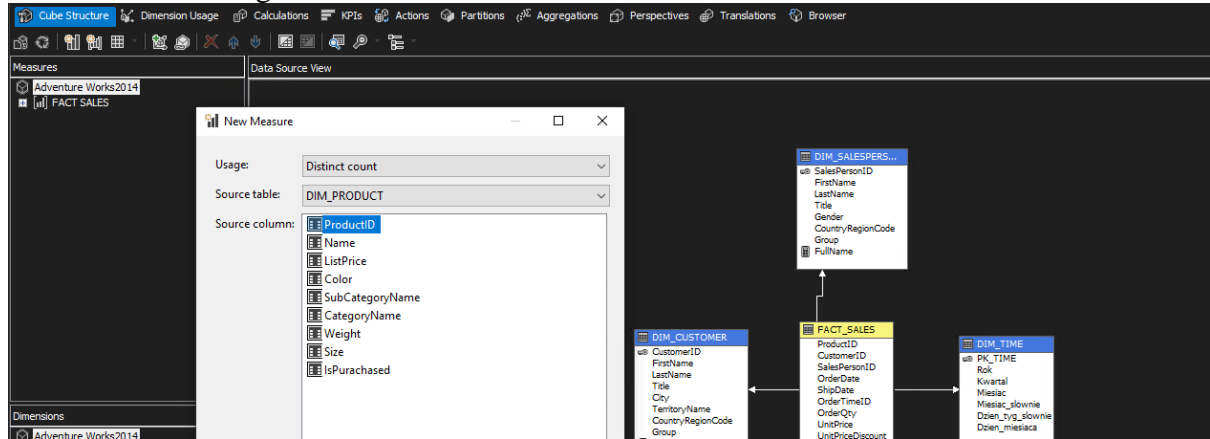 Cube Structure Dimension Usage Calculations KPIs Actions Partitions Aggregations Perspectives Translations Browser
Measures
Data Source View
Adventure Works2014
FACT SALES
New Measure
Usage:
Distinct count
Source table:
DIM_PRODUCT
Source column:
ProductID
Name
ListPrice
Color
SubCategoryName
CategoryName
Weight
Size
IsPurachased
DIM_SALESPERS...
SalesPersonID
FirstName
LastName
Title
Gender
CountryRegionCode
Group
FullName
DIM_CUSTOMER
CustomerID
FirstName
LastName
Title
City
TerritoryName
CountryRegionCode
Group
FACT_SALES
ProductID
CustomerID
SalesPersonID
OrderDate
ShipDate
OrderTimeID
OrderQty
UnitPrice
UnitPriceDiscount
DIM_TIME
PK_TIME
Rok
Kwartal
Miesiac
Miesiac_slownie
Dzien_tyg_slownie
Dzien_miesiaca
Dimensions
Adventure Works2014